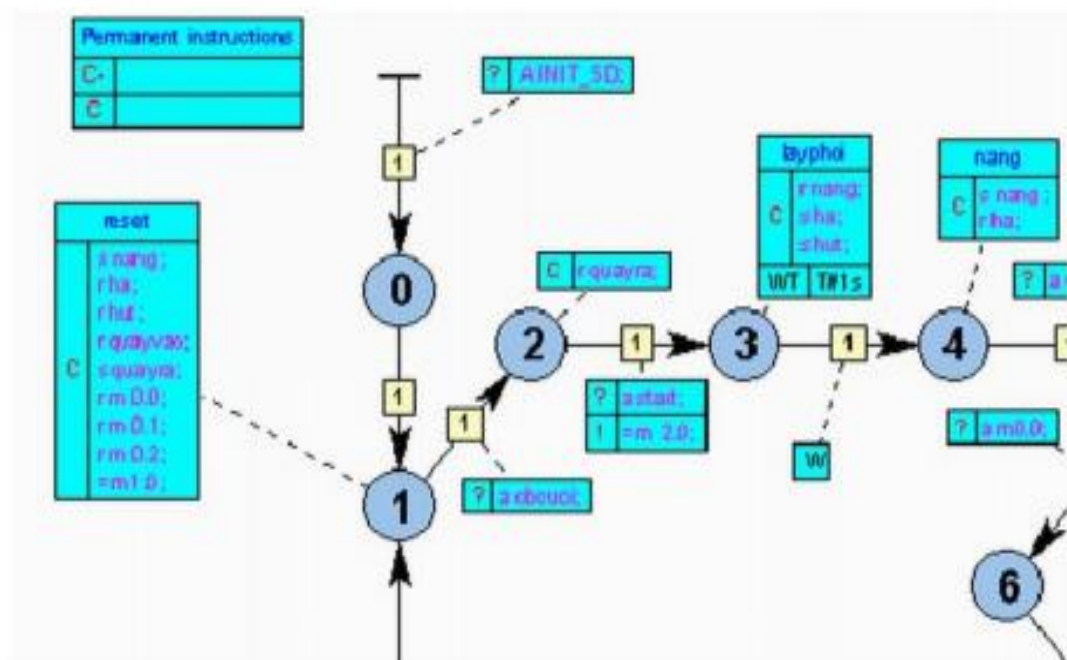 Permanent instructions
C+
C
? AINIT_SD;
1
reset
C
s nang;
r ha;
r hut;
r quayvao;
s quayra;
r m 0.0;
r m 0.1;
r m 0.2;
=m1.0;
0
1
1
1
? a
2
C r quayra;
1
? a
! =m 2.0;
3
layphoi
C
r nang;
s ha;
s hut;
WT T#1s
1
W
4
nang
C
s nang;
r ha;
? a
1
? a m0.0;
6